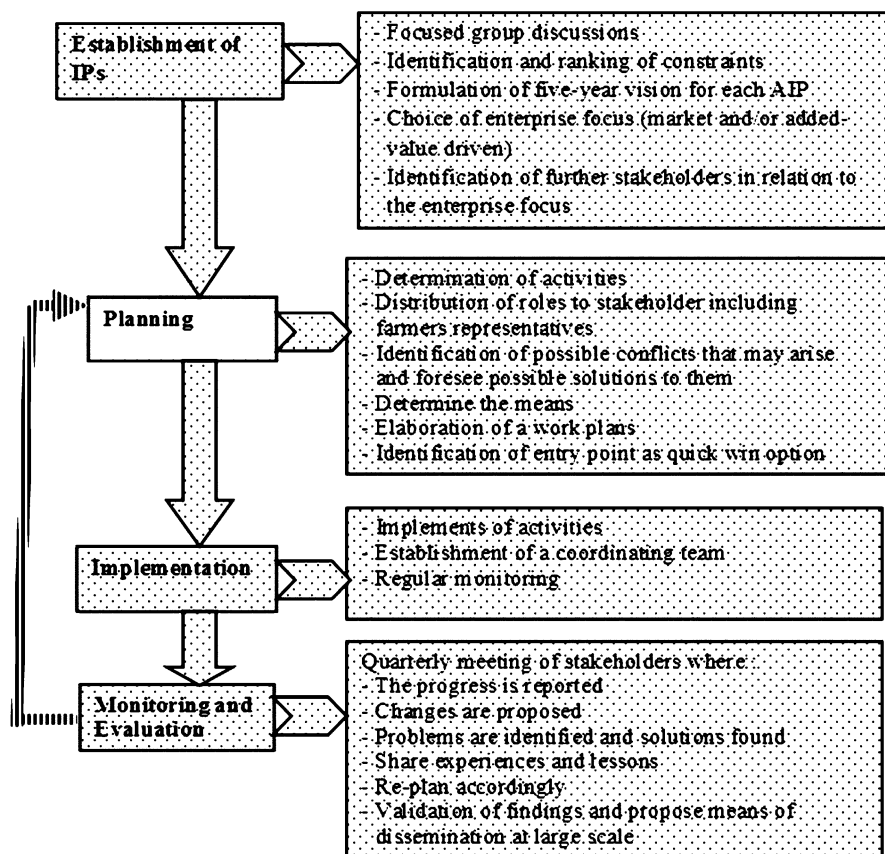 Establishment of
IPs
- Focused group discussions
- Identification and ranking of constraints
- Formulation of five-year vision for each AIP
- Choice of enterprise focus (market and or added-
value driven)
- Identification of further stakeholders in relation to
the enterprise focus
Planning
- Determination of activities
- Distribution of roles to stakeholder including
farmers representatives
- Identification of possible conflicts that may arise
and foresee possible solutions to them
- Determine the means
- Elaboration of a work plans
- Identification of entry point as quick win option
Implementation
- Implements of activities
- Establishment of a coordinating team
- Regular monitoring
Monitoring and
Evaluation
Quarterly meeting of stakeholders where:
- The progress is reported
- Changes are proposed
- Problems are identified and solutions found
- Share experiences and lessons
- Re-plan accordingly
- Validation of findings and propose means of
dissemination at large scale